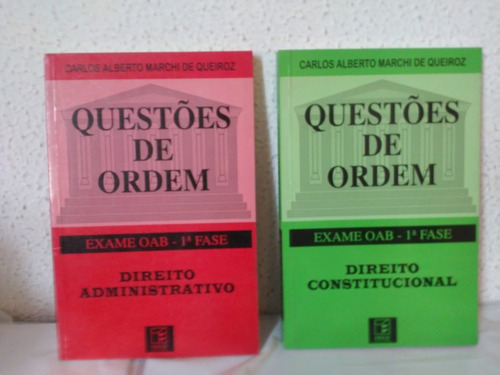 CARLOS ALBERTO MARCHI DE QUEIROZ
QUESTÕES
DE
ORDEM
EXAME OAB - 1ª FASE
DIREITO
ADMINISTRATIVO
CARLOS ALBERTO MARCHI DE QUEIROZ
QUESTÕES
DE
ORDEM
EXAME OAB - 1ª FASE
DIREITO
CONSTITUCIONAL